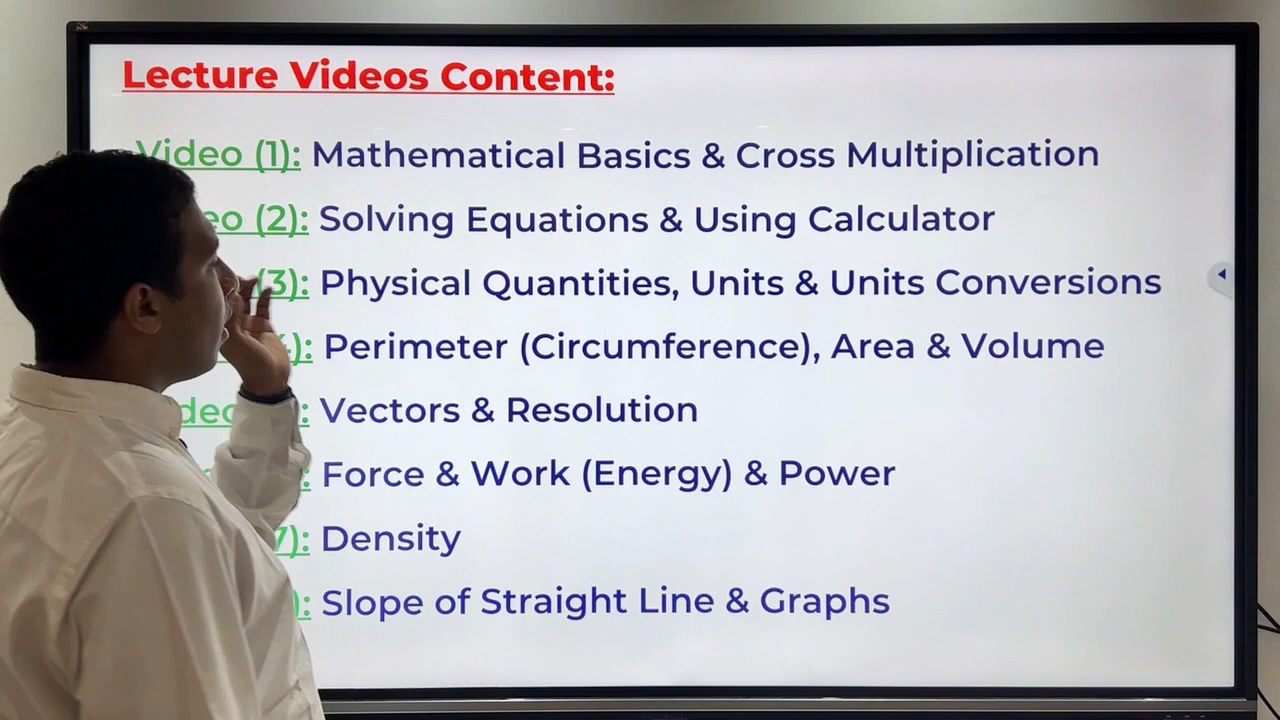 Lecture Videos Content:
Video (1): Mathematical Basics & Cross Multiplication
(2): Solving Equations & Using Calculator
(3): Physical Quantities, Units & Units Conversions
Perimeter (Circumference), Area & Volume
Vectors & Resolution
Force & Work (Energy) & Power
7): Density
Slope of Straight Line & Graphs